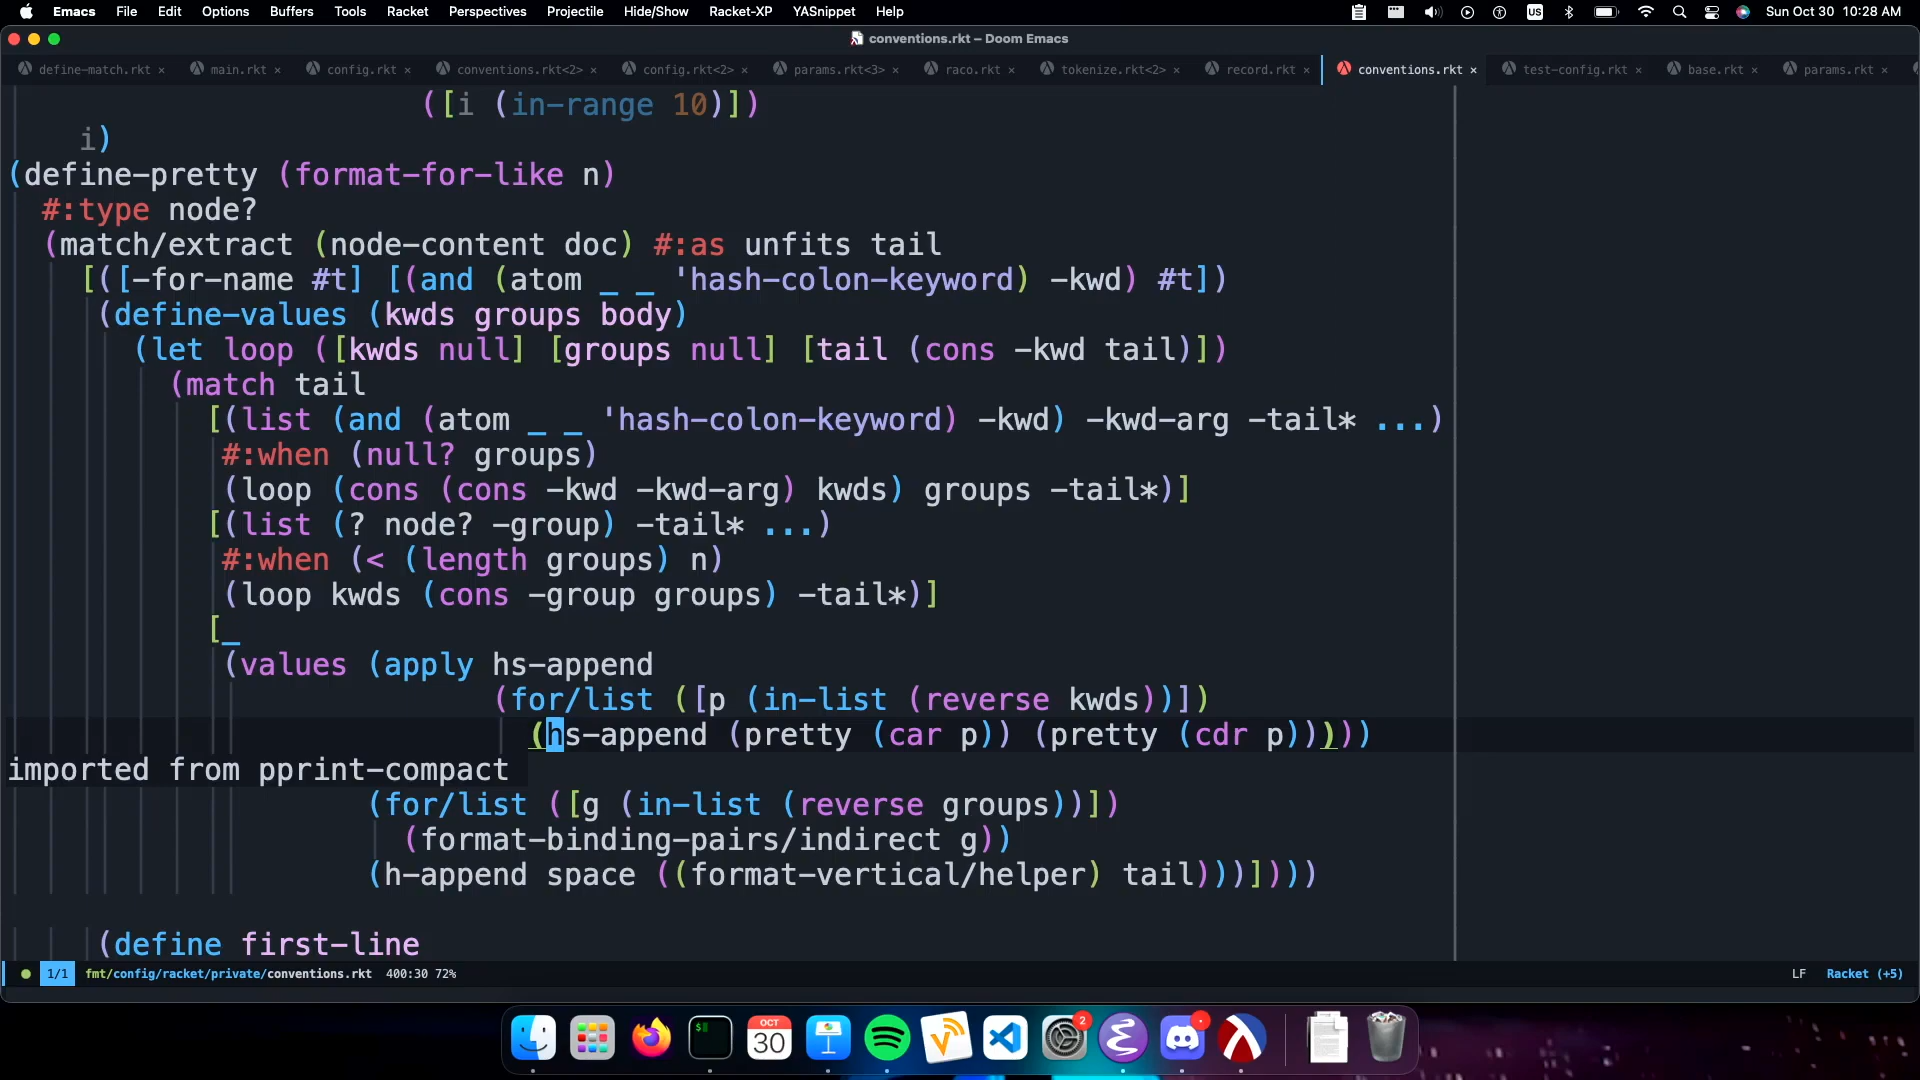 Emacs File Edit Options Buffers Tools Racket Perspectives Projectile Hide/Show Racket-XP YASnippet Help US Sun Oct 30 10:28 AM
conventions.rkt – Doom Emacs
define-match.rkt × main.rkt × config.rkt × conventions.rkt<2> × config.rkt<2> × params.rkt<3> × raco.rkt × tokenize.rkt<2> × record.rkt × conventions.rkt × test-config.rkt × base.rkt × params.rkt ×
([i (in-range 10)])
i)
(define-pretty (format-for-like n)
#:type node?
(match/extract (node-content doc) #:as unfits tail
[([-for-name #t] [(and (atom _ _ 'hash-colon-keyword) -kwd) #t])
(define-values (kwds groups body)
(let loop ([kwds null] [groups null] [tail (cons -kwd tail)])
(match tail
[(list (and (atom _ _ 'hash-colon-keyword) -kwd) -kwd-arg -tail* ...)
#:when (null? groups)
(loop (cons (cons -kwd -kwd-arg) kwds) groups -tail*)]
[(list (? node? -group) -tail* ...)
#:when (< (length groups) n)
(loop kwds (cons -group groups) -tail*)]
[_
(values (apply hs-append
(for/list ([p (in-list (reverse kwds))])
(hs-append (pretty (car p)) (pretty (cdr p)))))
imported from pprint-compact
(for/list ([g (in-list (reverse groups))])
(format-binding-pairs/indirect g))
(h-append space ((format-vertical/helper) tail)))])))
(define first-line
1/1 fmt/config/racket/private/conventions.rkt 400:30 72% LF Racket (+5)
$
OCT
30
2